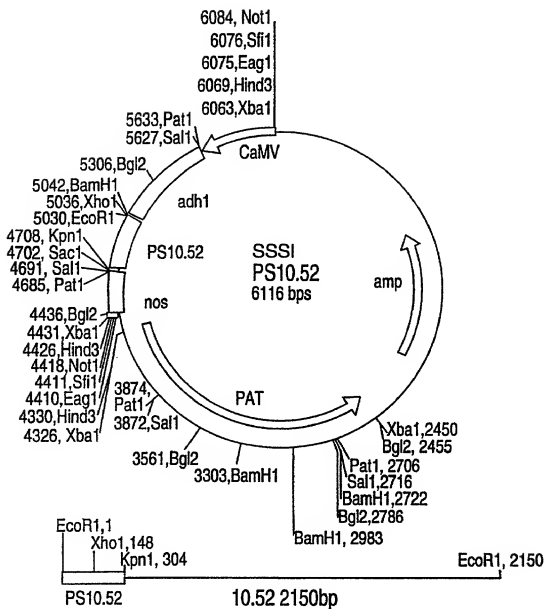 6084, Not1
6076,Sfi1
6075,Eag1
6069,Hind3
6063,Xba1
5633,Pat1
5627,Sal1
CaMV
5306,Bgl2
5042,BamH1
5036,Xho1
5030,EcoR1
adh1
4708, Kpn1
4702, Sac1
4691, Sal1
4685, Pat1
PS10.52
SSSI
PS10.52
6116 bps
amp
nos
4436,Bgl2
4431,Xba1
4426,Hind3
4418,Not1
4411,Sfi1
4410,Eag1
4330,Hind3
4326, Xba1
3874,
Pat1
3872,Sal1
PAT
3561,Bgl2
3303,BamH1
Xba1,2450
Bgl2, 2455
Pat1, 2706
Sal1, 2716
BamH1,2722
Bgl2,2786
BamH1, 2983
EcoR1,1
Xho1,148
Kpn1, 304
EcoR1, 2150
PS10.52
10.52 2150bp